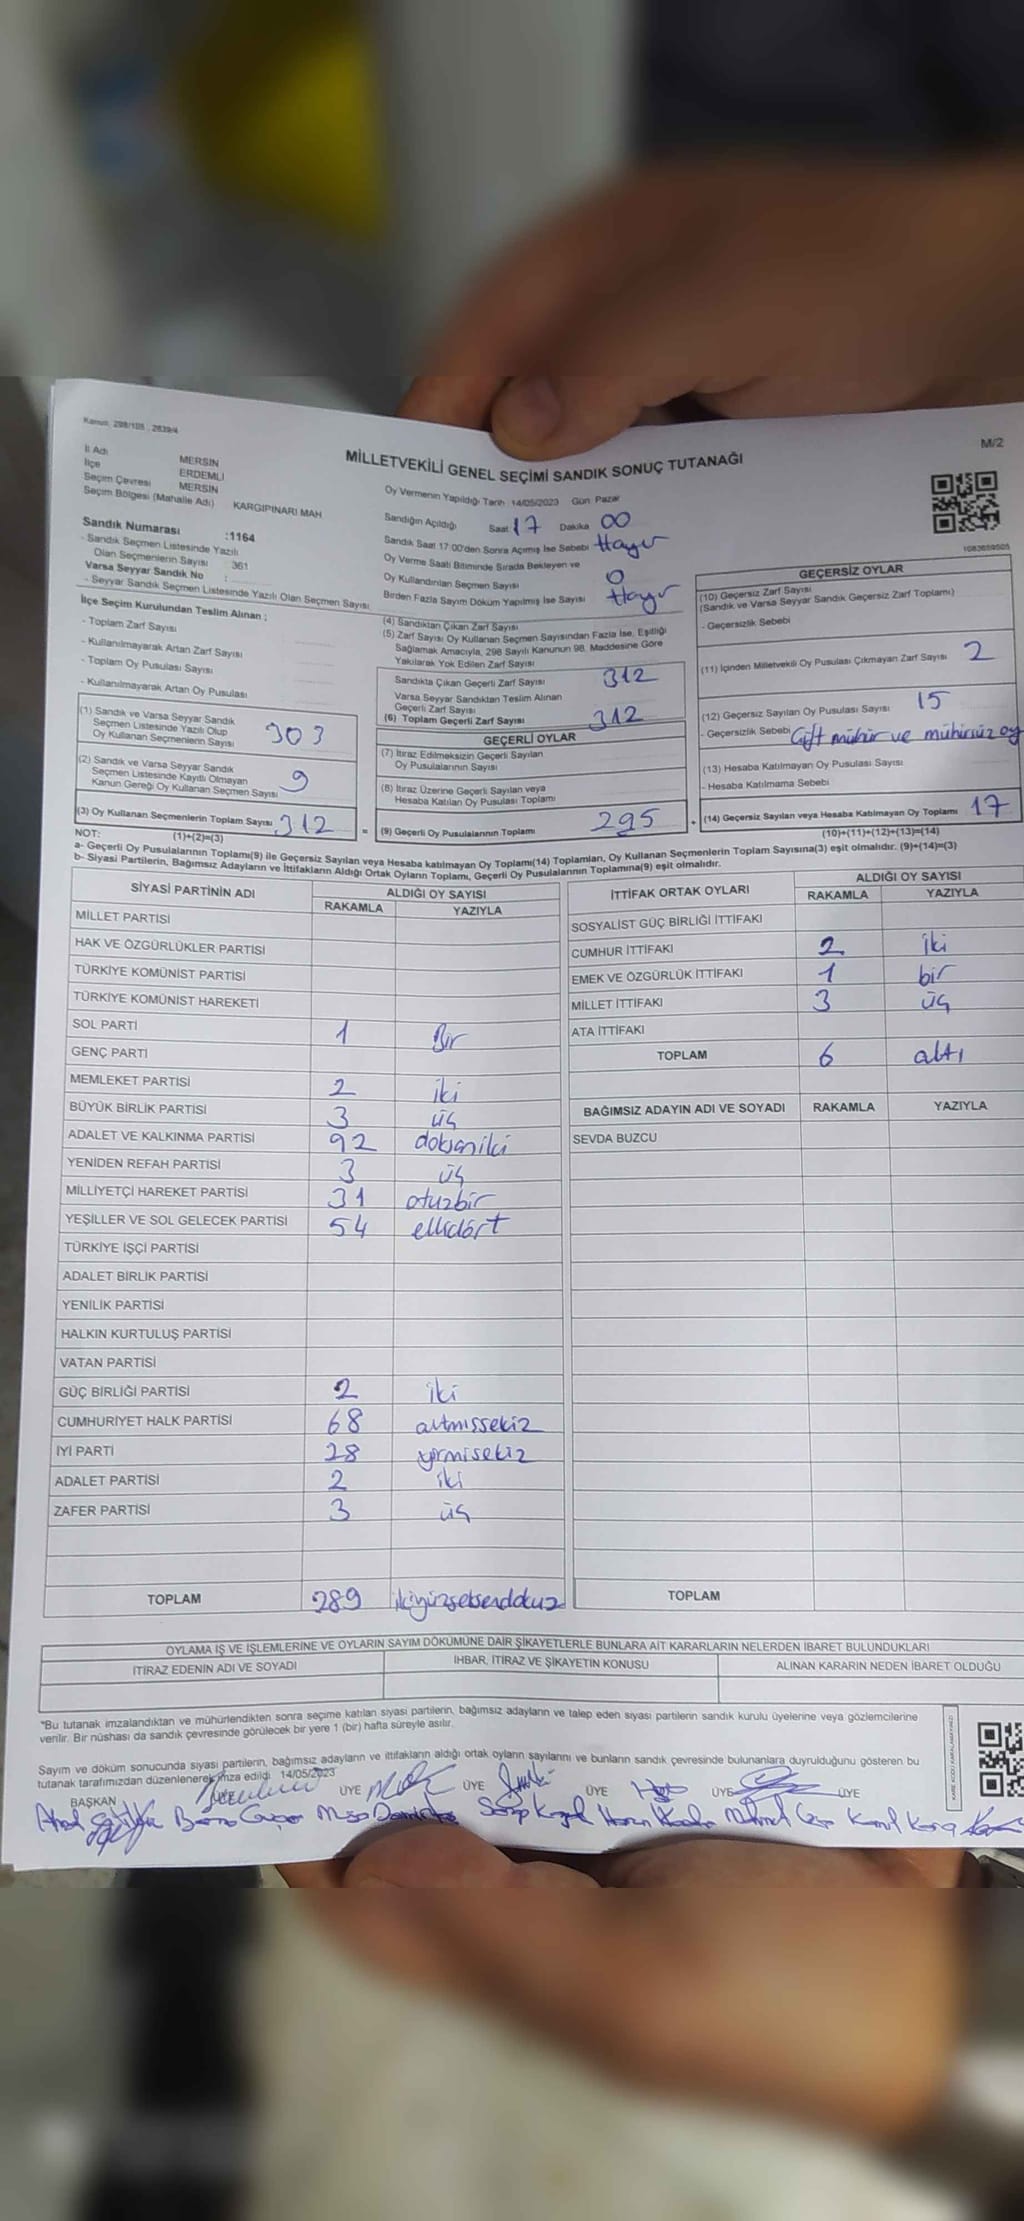 Kanun, 298/105 , 2839/4
M/2
MİLLETVEKİLİ GENEL SEÇİMİ SANDIK SONUÇ TUTANAĞI
İl Adı MERSİN
İlçe ERDEMLİ
Seçim Çevresi MERSİN
Seçim Bölgesi (Mahalle Adı) KARGIPINARI MAH
Sandık Numarası :1164
- Sandık Seçmen Listesinde Yazılı
Olan Seçmenlerin Sayısı : 361
Varsa Seyyar Sandık No :
- Seyyar Sandık Seçmen Listesinde Yazılı Olan Seçmen Sayısı
İlçe Seçim Kurulundan Teslim Alınan ;
- Toplam Zarf Sayısı
- Kullanılmayarak Artan Zarf Sayısı
- Toplam Oy Pusulası Sayısı
- Kullanılmayarak Artan Oy Pusulası
(1) Sandık ve Varsa Seyyar Sandık
Seçmen Listesinde Yazılı Olup
Oy Kullanan Seçmenlerin Sayısı 303
(2) Sandık ve Varsa Seyyar Sandık
Seçmen Listesinde Kayıtlı Olmayan
Kanun Gereği Oy Kullanan Seçmen Sayısı 9
(3) Oy Kullanan Seçmenlerin Toplam Sayısı 312
(1)+(2)=(3)
Oy Vermenin Yapıldığı Tarih :14/05/2023 Gün: Pazar
Sandığın Açıldığı Saat 17 Dakika 00
Sandık Saat 17:00'den Sonra Açımış İse Sebebi Hayır
Oy Verme Saati Bitiminde Sırada Bekleyen ve
Oy Kullandırılan Seçmen Sayısı 0
Birden Fazla Sayım Döküm Yapılmış İse Sayısı Hayır
(4) Sandıktan Çıkan Zarf Sayısı
(5) Zarf Sayısı Oy Kullanan Seçmen Sayısından Fazla İse, Eşitliği
Sağlamak Amacıyla, 298 Sayılı Kanunun 98. Maddesine Göre
Yakılarak Yok Edilen Zarf Sayısı
Sandıkta Çıkan Geçerli Zarf Sayısı 312
Varsa Seyyar Sandıktan Teslim Alınan
Geçerli Zarf Sayısı
(6) Toplam Geçerli Zarf Sayısı 312
GEÇERLİ OYLAR
(7) İtiraz Edilmeksizin Geçerli Sayılan
Oy Pusulalarının Sayısı
(8) İtiraz Üzerine Geçerli Sayılan veya
Hesaba Katılan Oy Pusulası Toplamı
= (9) Geçerli Oy Pusulalarının Toplamı 295 +
1083659505
GEÇERSİZ OYLAR
(10) Geçersiz Zarf Sayısı
(Sandık ve Varsa Seyyar Sandık Geçersiz Zarf Toplamı)
- Geçersizlik Sebebi
(11) İçinden Milletvekili Oy Pusulası Çıkmayan Zarf Sayısı 2
(12) Geçersiz Sayılan Oy Pusulası Sayısı 15
- Geçersizlik Sebebi Çift mühür ve mühürsüz oy
(13) Hesaba Katılmayan Oy Pusulası Sayısı
- Hesaba Katılmama Sebebi
(14) Geçersiz Sayılan veya Hesaba Katılmayan Oy Toplamı 17
(10)+(11)+(12)+(13)=(14)
NOT:
a- Geçerli Oy Pusulalarının Toplamı(9) ile Geçersiz Sayılan veya Hesaba katılmayan Oy Toplamı(14) Toplamları, Oy Kullanan Seçmenlerin Toplam Sayısına(3) eşit olmalıdır. (9)+(14)=(3)
b- Siyasi Partilerin, Bağımsız Adayların ve İttifakların Aldığı Ortak Oyların Toplamı, Geçerli Oy Pusulalarının Toplamına(9) eşit olmalıdır.
SİYASİ PARTİNİN ADI ALDIĞI OY SAYISI
RAKAMLA YAZIYLA
MİLLET PARTİSİ
HAK VE ÖZGÜRLÜKLER PARTİSİ
TÜRKİYE KOMÜNİST PARTİSİ
TÜRKİYE KOMÜNİST HAREKETİ
SOL PARTİ 1 Bir
GENÇ PARTİ
MEMLEKET PARTİSİ 2 iki
BÜYÜK BİRLİK PARTİSİ 3 üç
ADALET VE KALKINMA PARTİSİ 92 doksaniki
YENİDEN REFAH PARTİSİ 3 üç
MİLLİYETÇİ HAREKET PARTİSİ 31 otuzbir
YEŞİLLER VE SOL GELECEK PARTİSİ 54 ellidört
TÜRKİYE İŞÇİ PARTİSİ
ADALET BİRLİK PARTİSİ
YENİLİK PARTİSİ
HALKIN KURTULUŞ PARTİSİ
VATAN PARTİSİ
GÜÇ BİRLİĞİ PARTİSİ 2 iki
CUMHURİYET HALK PARTİSİ 68 altmışsekiz
İYİ PARTİ 28 yirmisekiz
ADALET PARTİSİ 2 iki
ZAFER PARTİSİ 3 üç
TOPLAM 289 ikiyüzseksendokuz
İTTİFAK ORTAK OYLARI ALDIĞI OY SAYISI
RAKAMLA YAZIYLA
SOSYALİST GÜÇ BİRLİĞİ İTTİFAKI
CUMHUR İTTİFAKI 2 iki
EMEK VE ÖZGÜRLÜK İTTİFAKI 1 bir
MİLLET İTTİFAKI 3 üç
ATA İTTİFAKI
TOPLAM 6 altı
BAĞIMSIZ ADAYIN ADI VE SOYADI RAKAMLA YAZIYLA
SEVDA BUZCU
TOPLAM
OYLAMA İŞ VE İŞLEMLERİNE VE OYLARIN SAYIM DÖKÜMÜNE DAİR ŞİKAYETLERLE BUNLARA AİT KARARLARIN NELERDEN İBARET BULUNDUKLARI
İTİRAZ EDENİN ADI VE SOYADI İHBAR, İTİRAZ VE ŞİKAYETİN KONUSU ALINAN KARARIN NEDEN İBARET OLDUĞU
*Bu tutanak imzalandıktan ve mühürlendikten sonra seçime katılan siyasi partilerin, bağımsız adayların ve talep eden siyasi partilerin sandık kurulu üyelerine veya gözlemcilerine
verilir. Bir nüshası da sandık çevresinde görülecek bir yere 1 (bir) hafta süreyle asılır.
Sayım ve döküm sonucunda siyasi partilerin, bağımsız adayların ve ittifakların aldığı ortak oyların sayılarını ve bunların sandık çevresinde bulunanlara duyrulduğunu gösteren bu
tutanak tarafımızdan düzenlenerek imza edildi. 14/05/2023
BAŞKAN ÜYE ÜYE ÜYE ÜYE ÜYE
KARE KODU KARALAMAYINIZ!